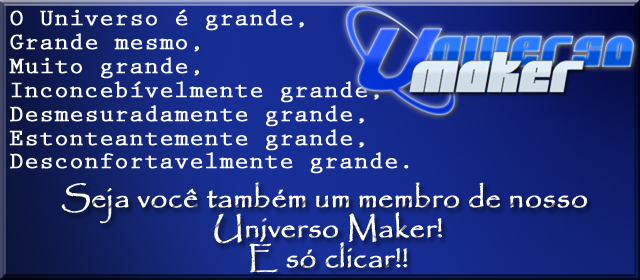 O Universo é grande,
Grande mesmo,
Muito grande,
Inconcebívelmente grande,
Desmesuradamente grande,
Estonteantemente grande,
Desconfortavelmente grande.
Universo
maker
Seja você também um membro de nosso
Universo Maker!
E só clicar!!